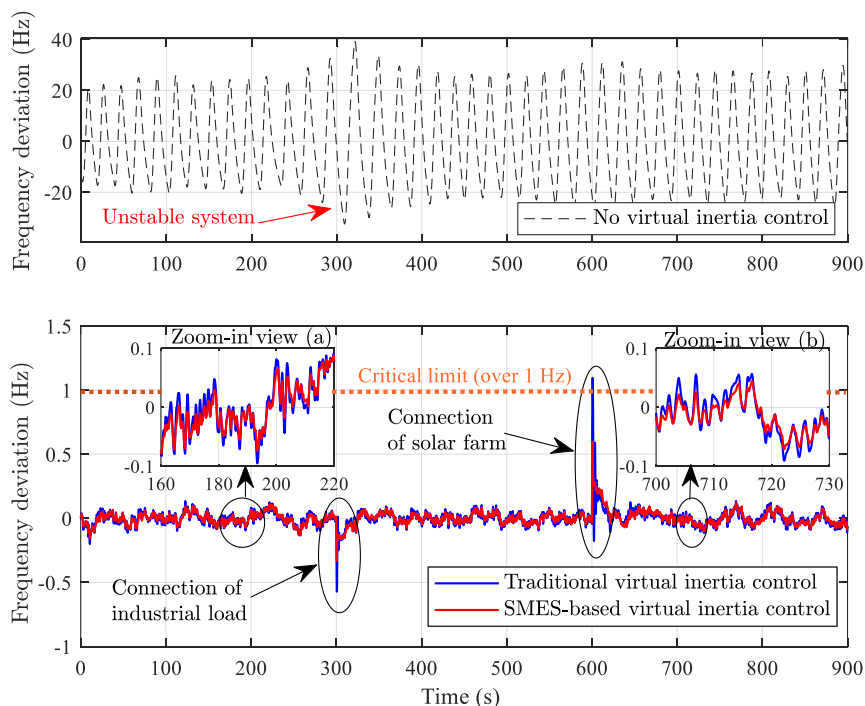 Frequency deviation (Hz)
40
20
0
-20
Unstable system
No virtual inertia control
0 100 200 300 400 500 600 700 800 900
Frequency deviation (Hz)
1.5
1
0.5
0
-0.5
-1
Zoom-in view (a)
0.1
0
-0.1
160 180 200 220
Critical limit (over 1 Hz)
Connection
of solar farm
Zoom-in view (b)
0.1
0
-0.1
700 710 720 730
Connection of
industrial load
Traditional virtual inertia control
SMES-based virtual inertia control
0 100 200 300 400 500 600 700 800 900
Time (s)